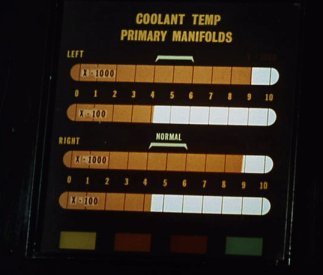 COOLANT TEMP
PRIMARY MANIFOLDS
LEFT
X-1000
0 1 2 3 4 5 6 7 8 9 10
X-100
RIGHT
NORMAL
X-1000
0 1 2 3 4 5 6 7 8 9 10
X-100